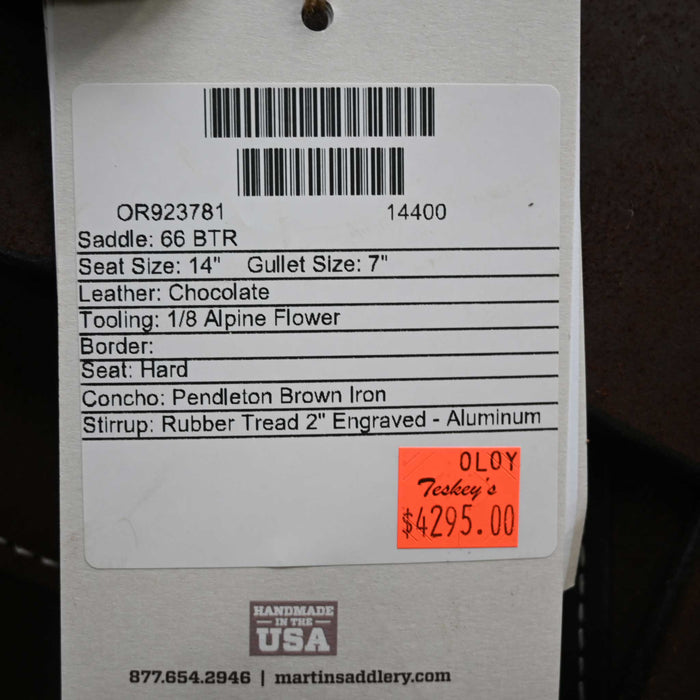 OR923781 14400
Saddle: 66 BTR
Seat Size: 14" Gullet Size: 7"
Leather: Chocolate
Tooling: 1/8 Alpine Flower
Border:
Seat: Hard
Concho: Pendleton Brown Iron
Stirrup: Rubber Tread 2" Engraved - Aluminum
OLOY
Teskey's
$4295.00
HANDMADE
IN THE
USA
877.654.2946 | martinsaddlery.com